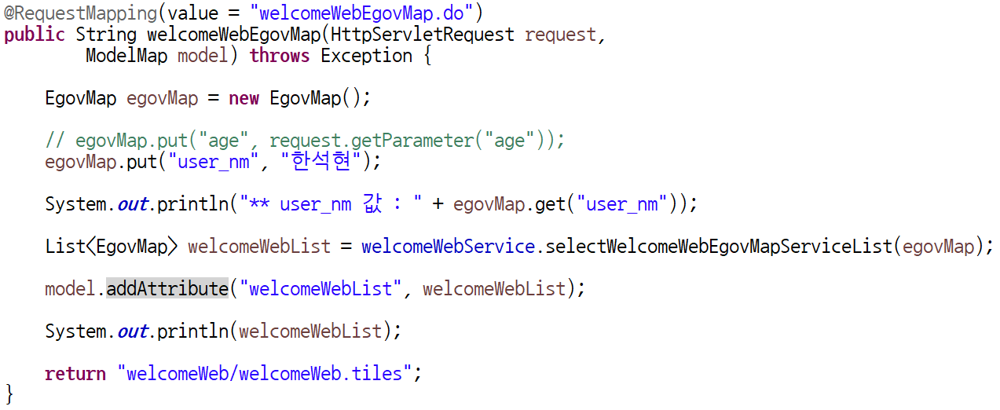 @RequestMapping(value = "welcomeWebEgovMap.do")
public String welcomeWebEgovMap(HttpServletRequest request,
ModelMap model) throws Exception {
EgovMap egovMap = new EgovMap();
// egovMap.put("age", request.getParameter("age"));
egovMap.put("user_nm", "한석현");
System.out.println("** user_nm 값 : " + egovMap.get("user_nm"));
List<EgovMap> welcomeWebList = welcomeWebService.selectWelcomeWebEgovMapServiceList(egovMap);
model.addAttribute("welcomeWebList", welcomeWebList);
System.out.println(welcomeWebList);
return "welcomeWeb/welcomeWeb.tiles";
}